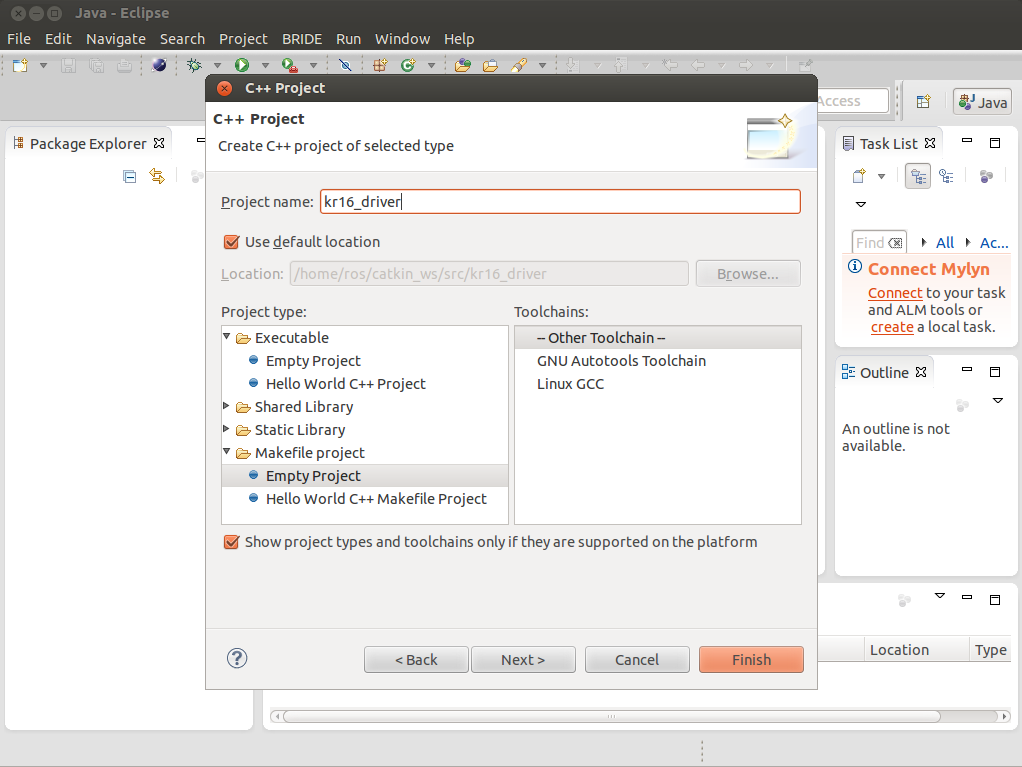 Java - Eclipse
File Edit Navigate Search Project BRIDE Run Window Help
Access
Java
Package Explorer
C++ Project
C++ Project
Create C++ project of selected type
Project name: kr16_driver
Use default location
Location: /home/ros/catkin_ws/src/kr16_driver Browse...
Project type: Toolchains:
Executable
Empty Project
Hello World C++ Project
Shared Library
Static Library
Makefile project
Empty Project
Hello World C++ Makefile Project
-- Other Toolchain --
GNU Autotools Toolchain
Linux GCC
Show project types and toolchains only if they are supported on the platform
? < Back Next > Cancel Finish
Task List
Find All Ac...
Connect Mylyn
Connect to your task
and ALM tools or
create a local task.
Outline
An outline is not
available.
Location Type